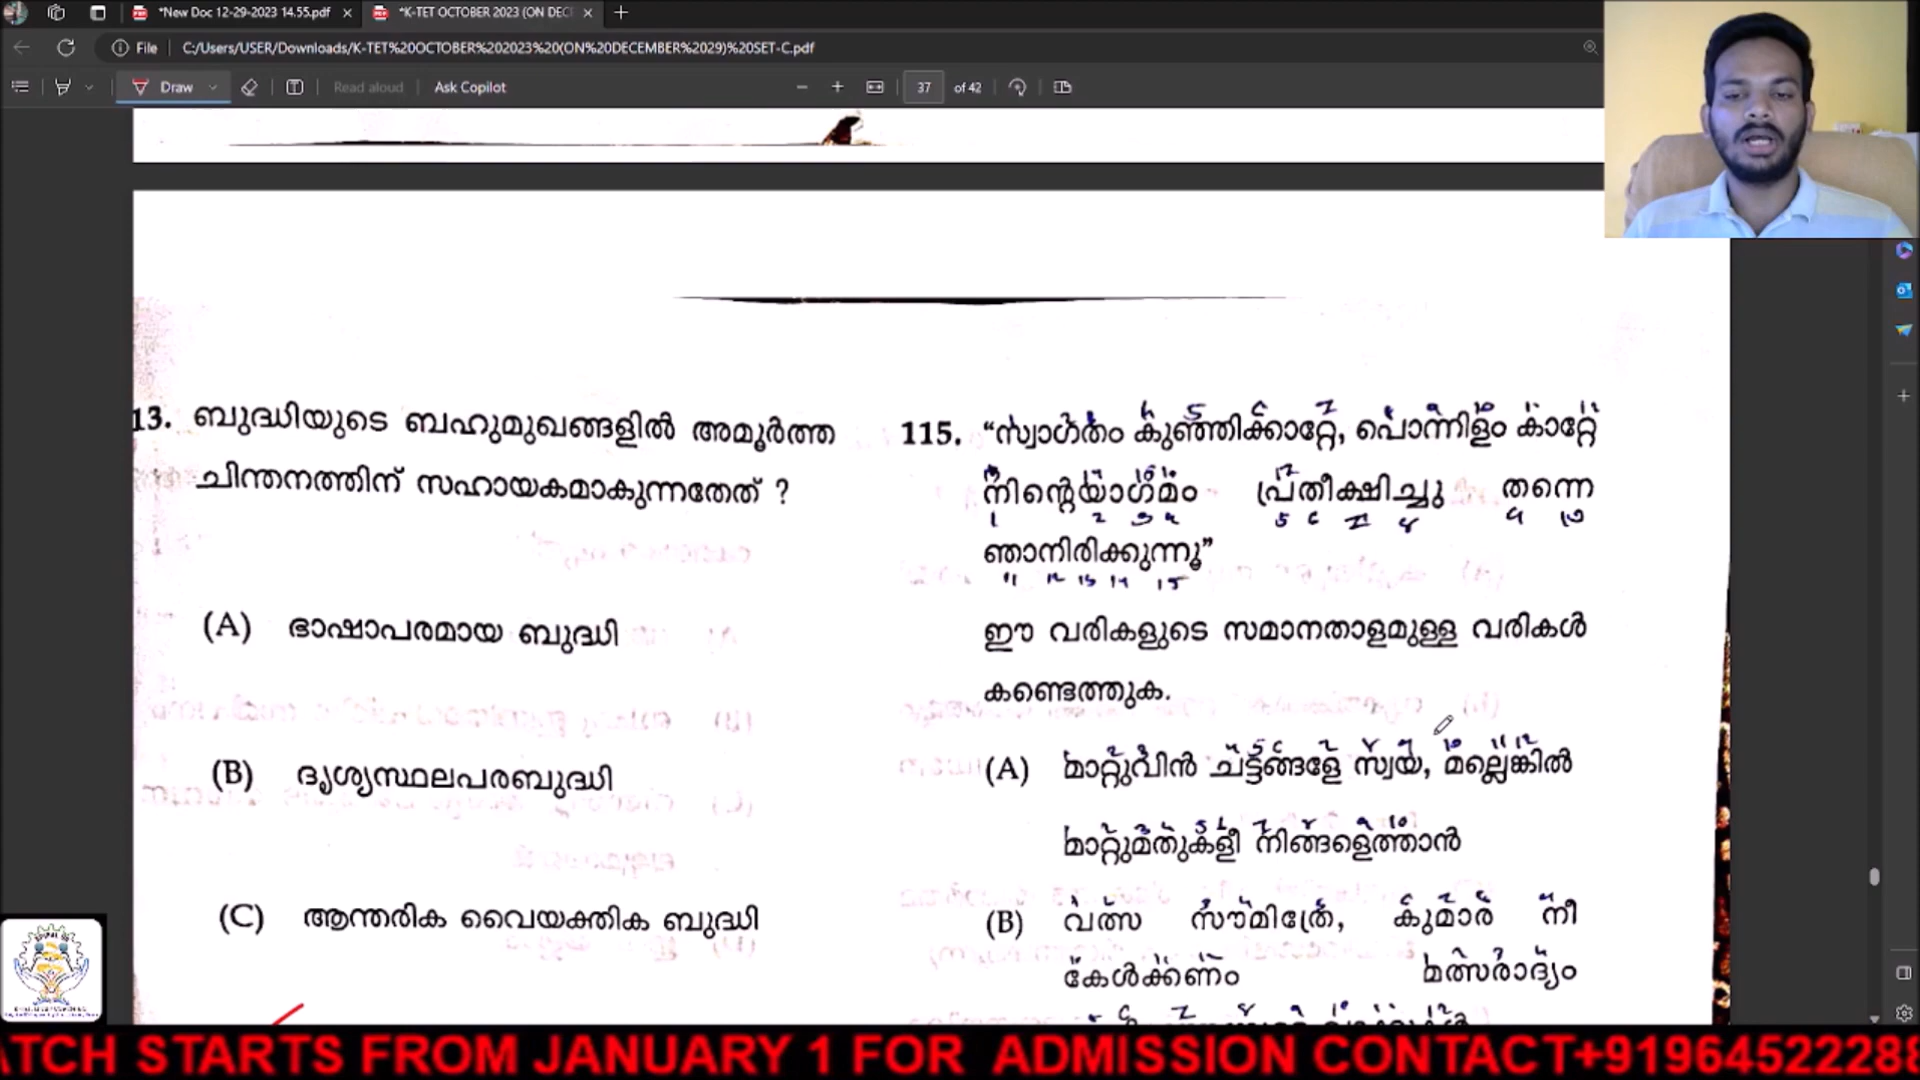 *New Doc 12-29-2023 14.55.pdf
*K-TET OCTOBER 2023 (ON DEC
File
C:/Users/USER/Downloads/K-TET%20OCTOBER%202023%20(ON%20DECEMBER%2029)%20SET-C.pdf
Draw
Read aloud
Ask Copilot
37 of 42
13. ബുദ്ധിയുടെ ബഹുമുഖങ്ങളിൽ അമൂർത്ത
ചിന്തനത്തിന് സഹായകമാകുന്നതേത് ?
(A) ഭാഷാപരമായ ബുദ്ധി
(B) ദൃശ്യസ്ഥലപരബുദ്ധി
(C) ആന്തരിക വൈയക്തിക ബുദ്ധി
115. “സ്വാഗതം കുഞ്ഞിക്കാറ്റേ, പൊന്നിളം കാറ്റേ
നിന്റെയാഗമം പ്രതീക്ഷിച്ചു തന്നെ
ഞാനിരിക്കുന്നൂ”
ഈ വരികളുടെ സമാനതാളമുള്ള വരികൾ
കണ്ടെത്തുക.
(A) മാറ്റുവിൻ ചട്ടങ്ങളേ സ്വയ, മല്ലെങ്കിൽ
മാറ്റുമതുകളീ നിങ്ങളെത്താൻ
(B) വത്സ സൗമിത്രേ, കുമാര നീ
കേൾക്കണം മത്സരാദ്യം
ATCH STARTS FROM JANUARY 1 FOR ADMISSION CONTACT+9196452228